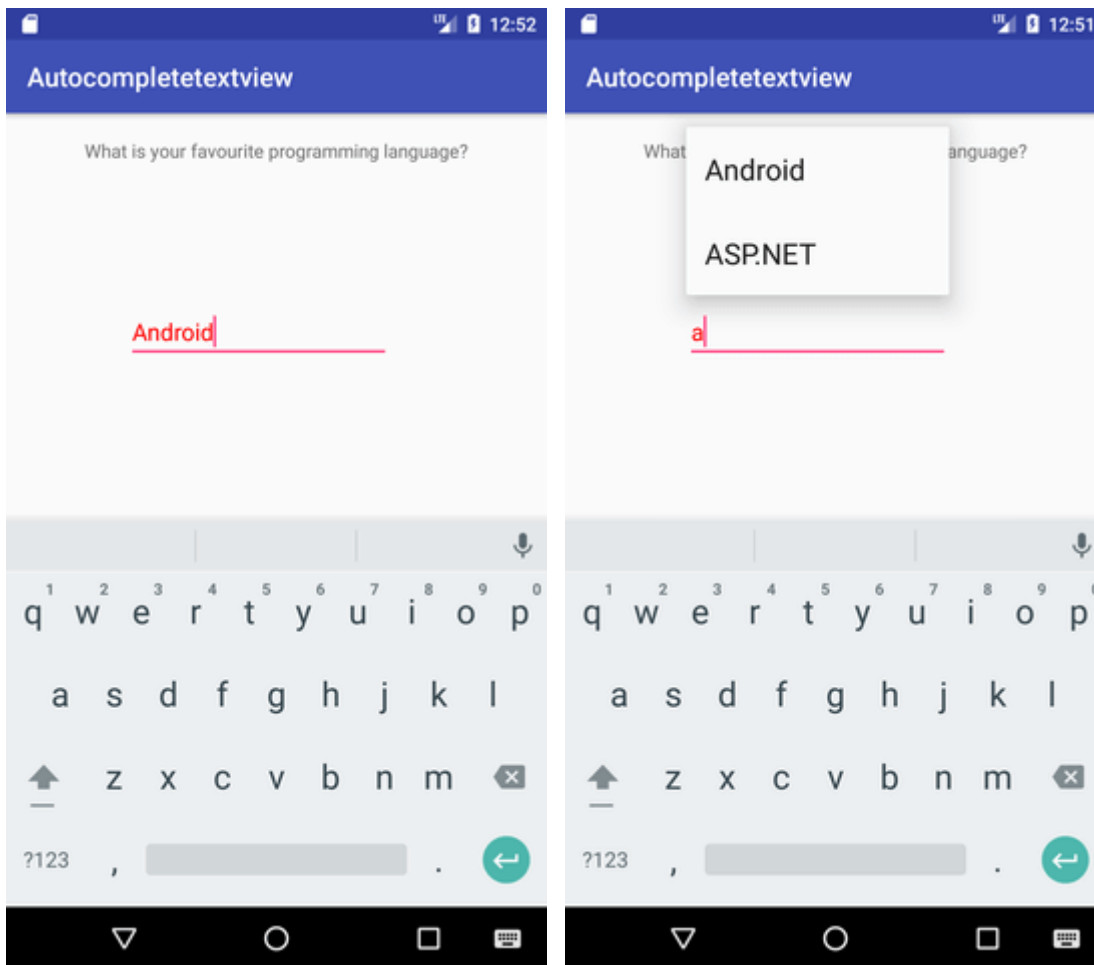 LTE 12:52
Autocompletetextview
What is your favourite programming language?
Android
1 2 3 4 5 6 7 8 9 0
q w e r t y u i o p
a s d f g h j k l
z x c v b n m
?123 , .
LTE 12:51
Autocompletetextview
What anguage?
Android
ASP.NET
a
1 2 3 4 5 6 7 8 9
q w e r t y u i o p
a s d f g h j k l
z x c v b n m
?123 , .